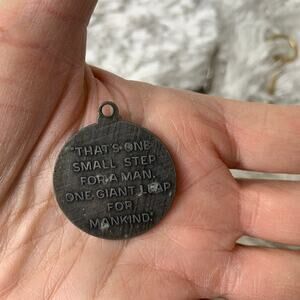 "THAT'S ONE
SMALL STEP
FOR A MAN,
ONE GIANT LEAP
FOR
MANKIND."